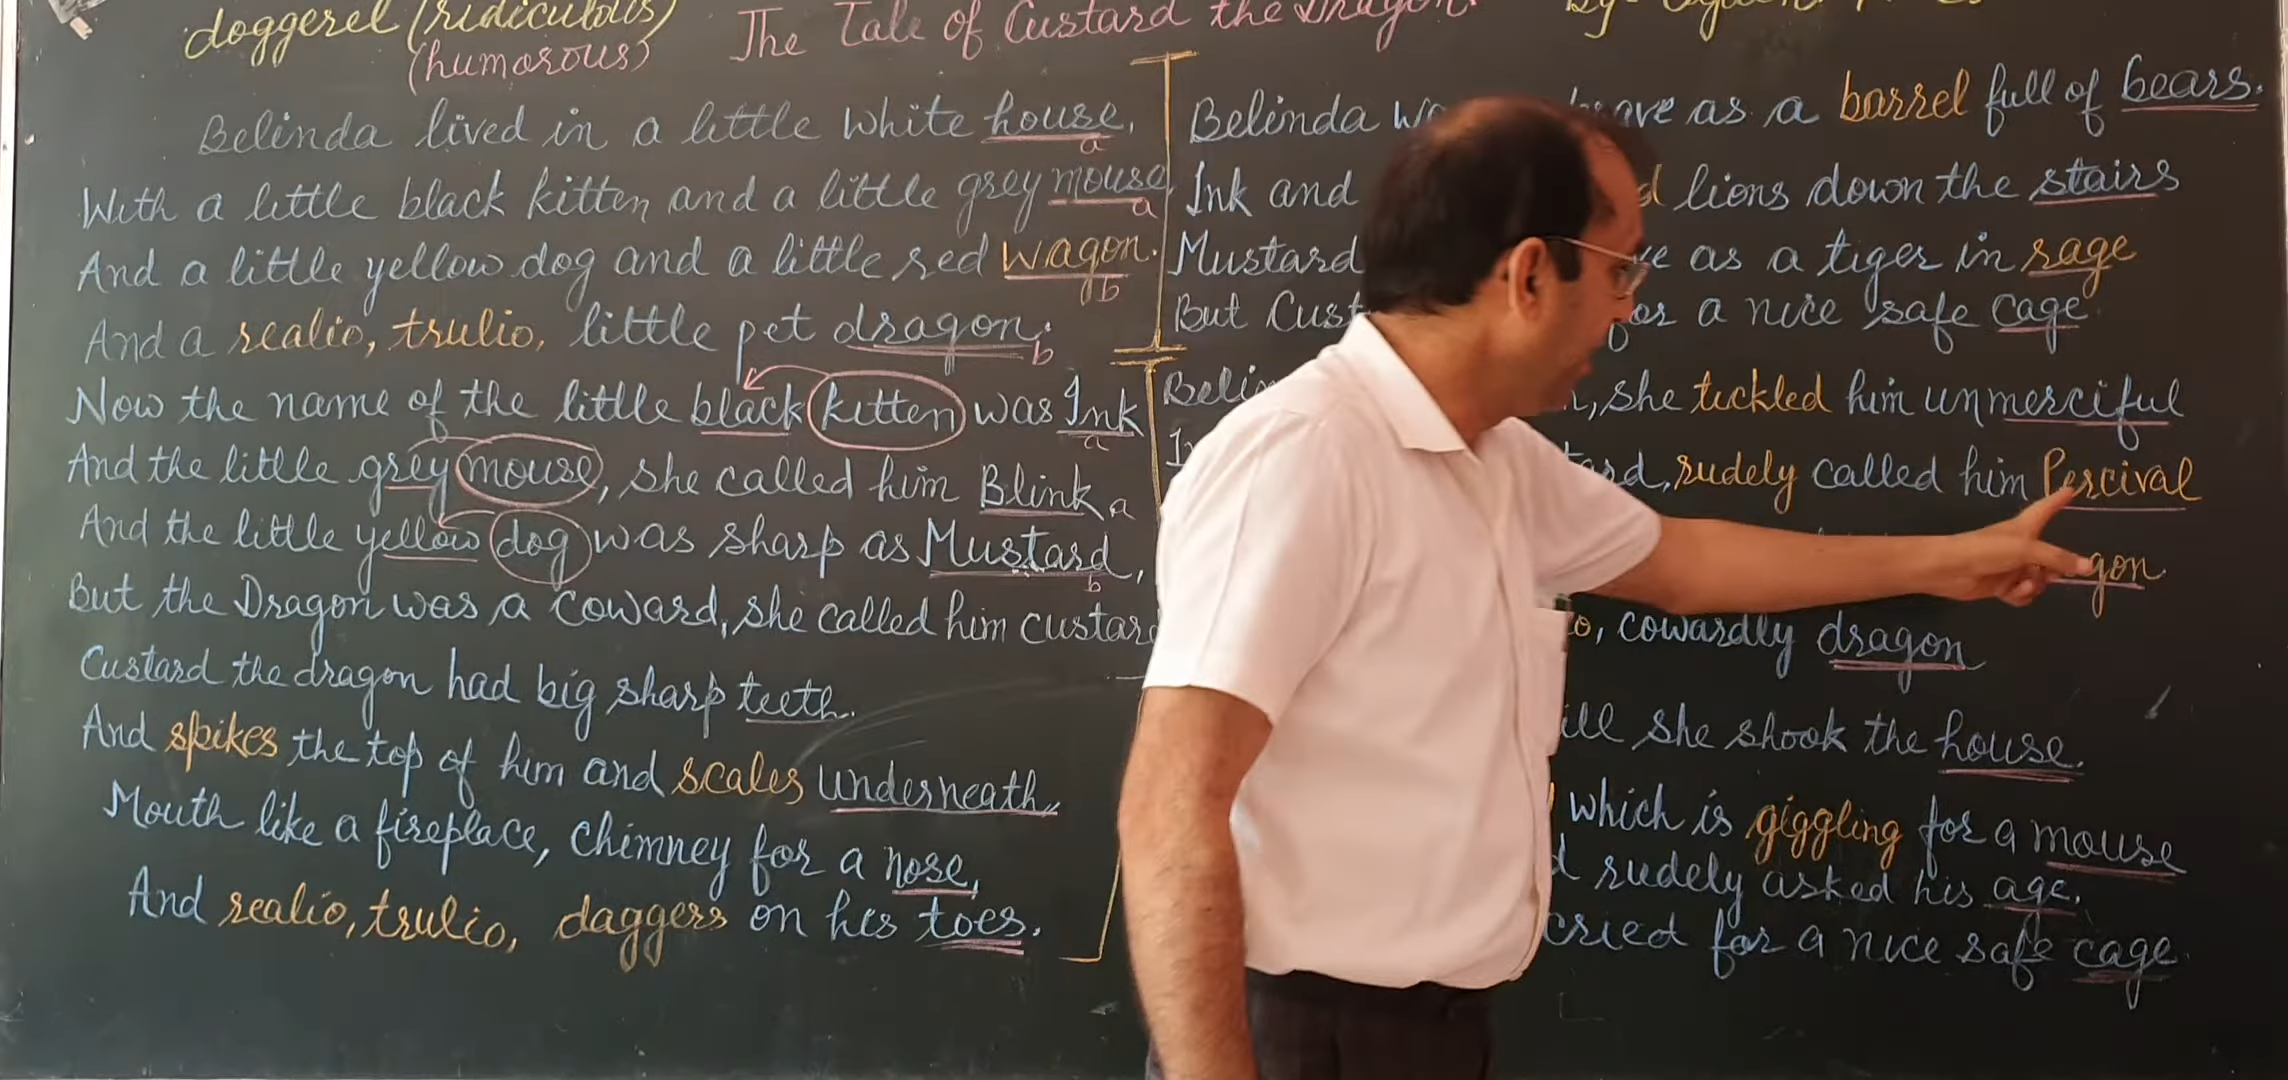 doggerel (ridiculous)
(humorous)
The Tale of Custard the Dragon.
By-
Belinda lived in a little white house,
a
With a little black kitten and a little grey mouse,
a
And a little yellow dog and a little red wagon.
b
And a realio, trulio, little pet dragon.
b
Now the name of the little black kitten was Ink
a
And the little grey mouse, she called him Blink
a
And the little yellow dog was sharp as Mustard,
b
But the Dragon was a coward, she called him custard
Custard the dragon had big sharp teeth.
And spikes the top of him and scales underneath
Mouth like a fireplace, chimney for a nose,
And realio, trulio, daggers on his toes.
Belinda as a barrel full of bears.
Ink and lions down the stairs
Mustard as a tiger in rage
But a nice safe cage
she tickled him unmerciful
rudely called him Percival
cowardly dragon
she shook the house.
which is giggling for a mouse
rudely asked his age.
cried for a nice safe cage